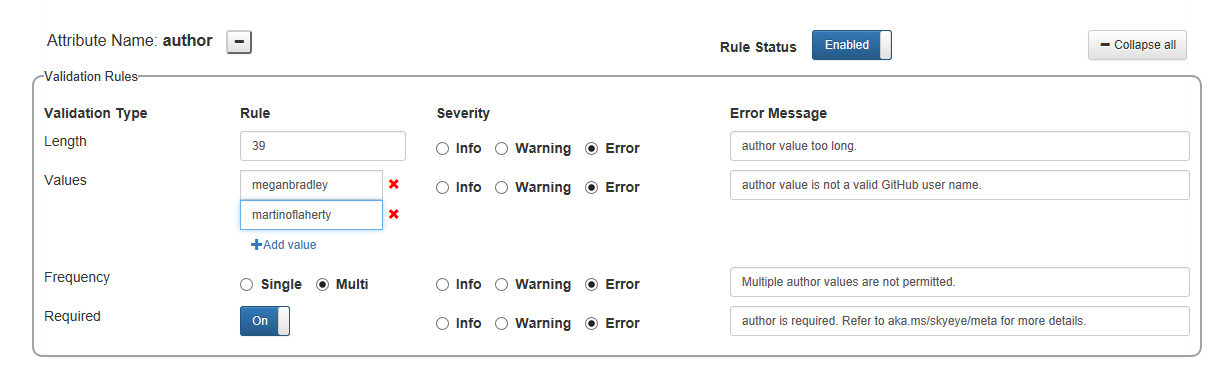 Attribute Name: author
Rule Status Enabled
Collapse all
Validation Rules
Validation Type Rule Severity Error Message
Length 39 Info Warning Error author value too long.
Values meganbradley Info Warning Error author value is not a valid GitHub user name.
martinoflaherty
Add value
Frequency Single Multi Info Warning Error Multiple author values are not permitted.
Required On Info Warning Error author is required. Refer to aka.ms/skyeye/meta for more details.